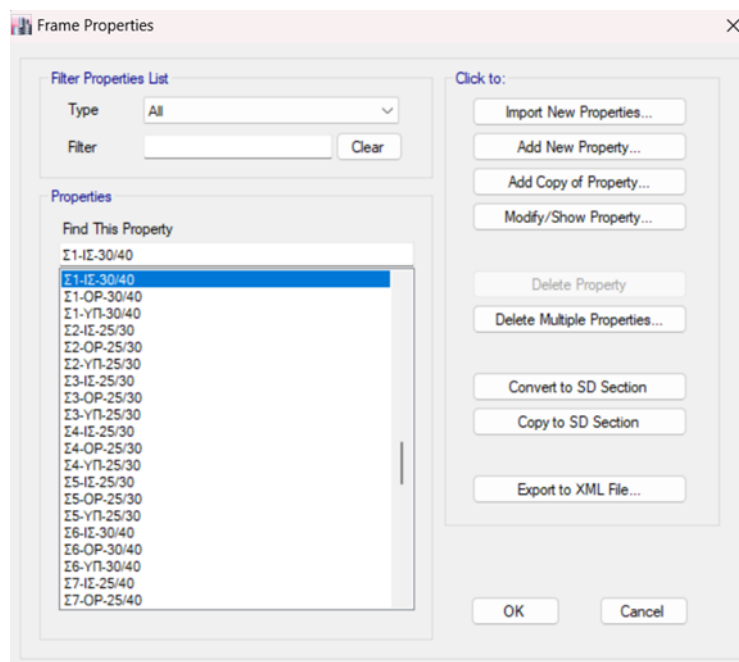 Frame Properties
Filter Properties List
Type
All
Filter
Clear
Properties
Find This Property
Σ1-ΙΣ-30/40
Σ1-ΙΣ-30/40
Σ1-ΟΡ-30/40
Σ1-ΥΠ-30/40
Σ2-ΙΣ-25/30
Σ2-ΟΡ-25/30
Σ2-ΥΠ-25/30
Σ3-ΙΣ-25/30
Σ3-ΟΡ-25/30
Σ3-ΥΠ-25/30
Σ4-ΙΣ-25/30
Σ4-ΟΡ-25/30
Σ4-ΥΠ-25/30
Σ5-ΙΣ-25/30
Σ5-ΟΡ-25/30
Σ5-ΥΠ-25/30
Σ6-ΙΣ-30/40
Σ6-ΟΡ-30/40
Σ6-ΥΠ-30/40
Σ7-ΙΣ-25/40
Σ7-ΟΡ-25/40
Click to:
Import New Properties...
Add New Property...
Add Copy of Property...
Modify/Show Property...
Delete Property
Delete Multiple Properties...
Convert to SD Section
Copy to SD Section
Export to XML File...
OK
Cancel